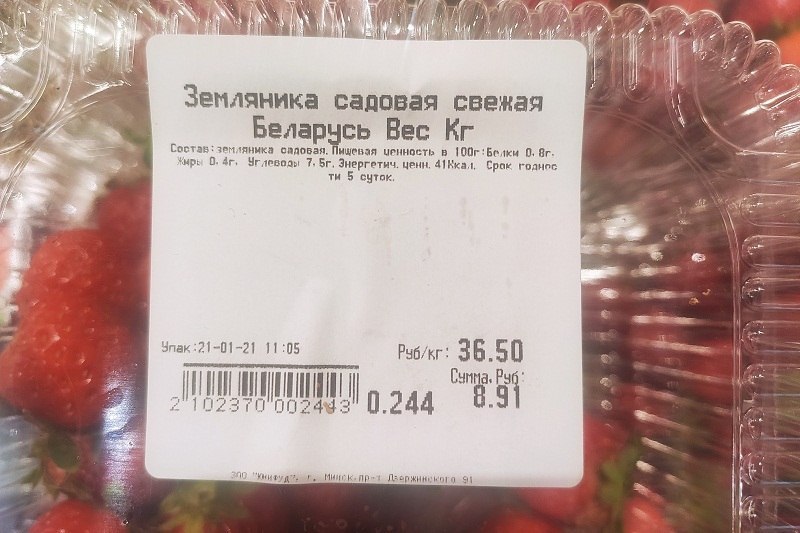 Земляника садовая свежая
Беларусь Вес Кг
Состав:земляника садовая.Пищевая ценность в 100г:Белки 0.8г,
Жиры 0.4г, Углеводы 7.5г.Энергетич. ценн. 41Ккал. Срок годнос
ти 5 суток.
Упак:21-01-21 11:05
Руб/кг: 36.50
Сумма,Руб:
2 102370 002443 0.244 8.91
ЗАО "Юнифуд", г. Минск,пр-т Дзержинского 91